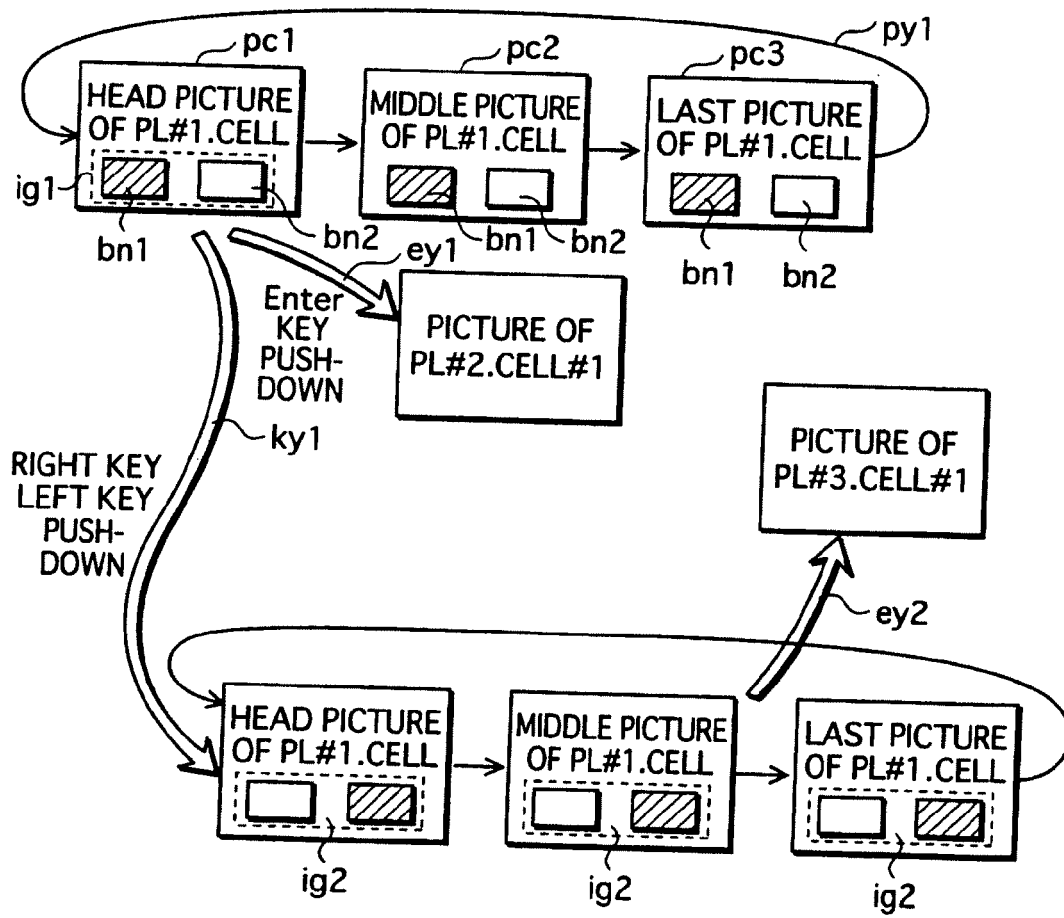 py1
pc1
pc2
pc3
HEAD PICTURE
OF PL#1.CELL
MIDDLE PICTURE
OF PL#1.CELL
LAST PICTURE
OF PL#1.CELL
ig1
bn1
bn2
bn1
bn2
bn1
bn2
ey1
Enter
KEY
PUSH-
DOWN
PICTURE OF
PL#2.CELL#1
ky1
RIGHT KEY
LEFT KEY
PUSH-
DOWN
PICTURE OF
PL#3.CELL#1
ey2
HEAD PICTURE
OF PL#1.CELL
MIDDLE PICTURE
OF PL#1.CELL
LAST PICTURE
OF PL#1.CELL
ig2
ig2
ig2